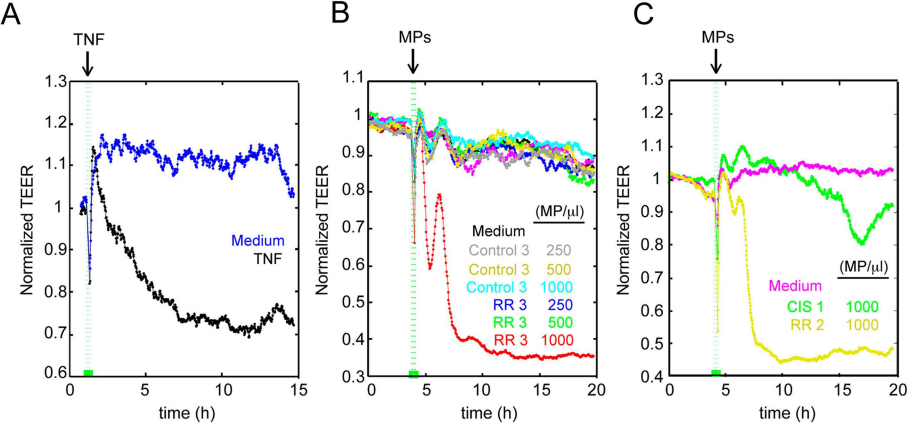 A
TNF
Normalized TEER
1.3
1.2
1.1
1
0.9
0.8
0.7
0.6
0
5
10
15
time (h)
Medium
TNF
B
MPs
Normalized TEER
1.1
1
0.9
0.8
0.7
0.6
0.5
0.4
0.3
0
5
10
15
20
time (h)
(MP/µl)
Medium
Control 3 250
Control 3 500
Control 3 1000
RR 3 250
RR 3 500
RR 3 1000
C
MPs
Normalized TEER
1.3
1.2
1.1
1
0.9
0.8
0.7
0.6
0.5
0.4
0
5
10
15
20
time (h)
(MP/µl)
Medium
CIS 1 1000
RR 2 1000